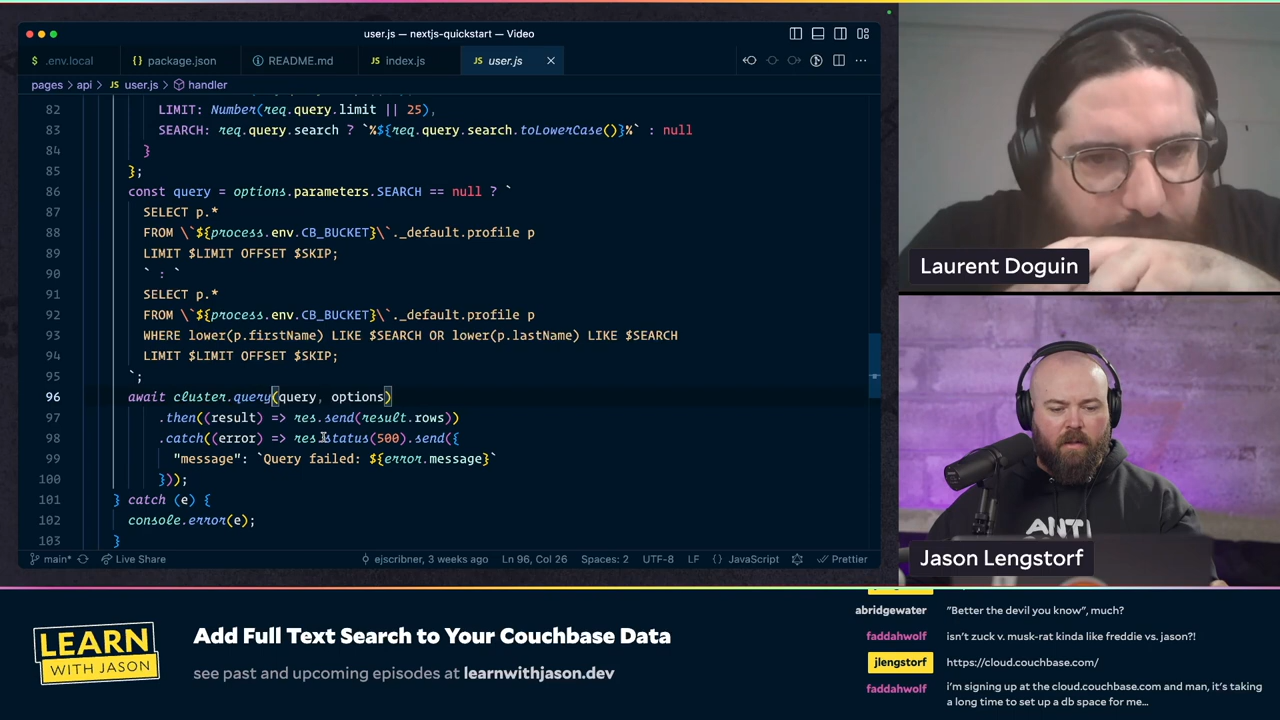 user.js — nextjs-quickstart — Video
$ .env.local
{} package.json
README.md
JS index.js
JS user.js
pages > api > JS user.js > handler
82 LIMIT: Number(req.query.limit || 25),
83 SEARCH: req.query.search ? `%${req.query.search.toLowerCase()}%` : null
84 }
85 };
86 const query = options.parameters.SEARCH == null ? `
87 SELECT p.*
88 FROM \`${process.env.CB_BUCKET}\`._default.profile p
89 LIMIT $LIMIT OFFSET $SKIP;
90 ` : `
91 SELECT p.*
92 FROM \`${process.env.CB_BUCKET}\`._default.profile p
93 WHERE lower(p.firstName) LIKE $SEARCH OR lower(p.lastName) LIKE $SEARCH
94 LIMIT $LIMIT OFFSET $SKIP;
95 `;
96 await cluster.query(query, options)
97 .then((result) => res.send(result.rows))
98 .catch((error) => res.status(500).send({
99 "message": `Query failed: ${error.message}`
100 }));
101 } catch (e) {
102 console.error(e);
103 }
main* Live Share ejscribner, 3 weeks ago Ln 96, Col 26 Spaces: 2 UTF-8 LF {} JavaScript Prettier
Laurent Doguin
ANTI
Jason Lengstorf
LEARN
WITH JASON
Add Full Text Search to Your Couchbase Data
see past and upcoming episodes at learnwithjason.dev
abridgewater "Better the devil you know", much?
faddahwolf isn't zuck v. musk-rat kinda like freddie vs. jason?!
jlengstorf https://cloud.couchbase.com/
faddahwolf i'm signing up at the cloud.couchbase.com and man, it's taking
a long time to set up a db space for me...